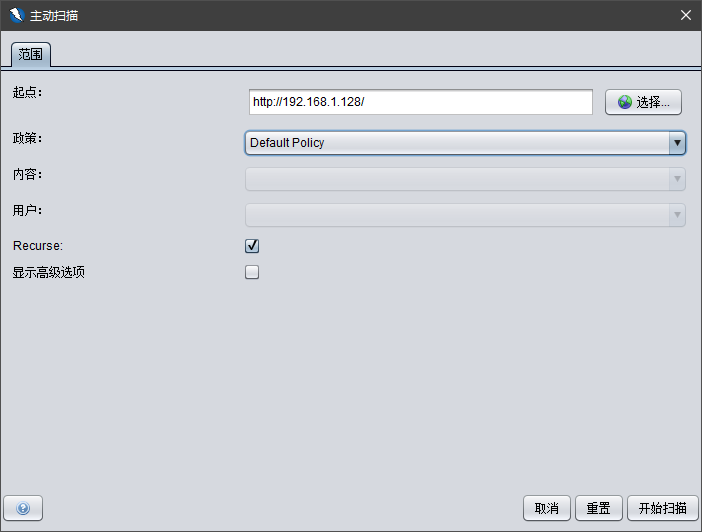 主动扫描
范围
起点:
http://192.168.1.128/
选择...
政策:
Default Policy
内容:
用户:
Recurse:
显示高级选项
取消
重置
开始扫描